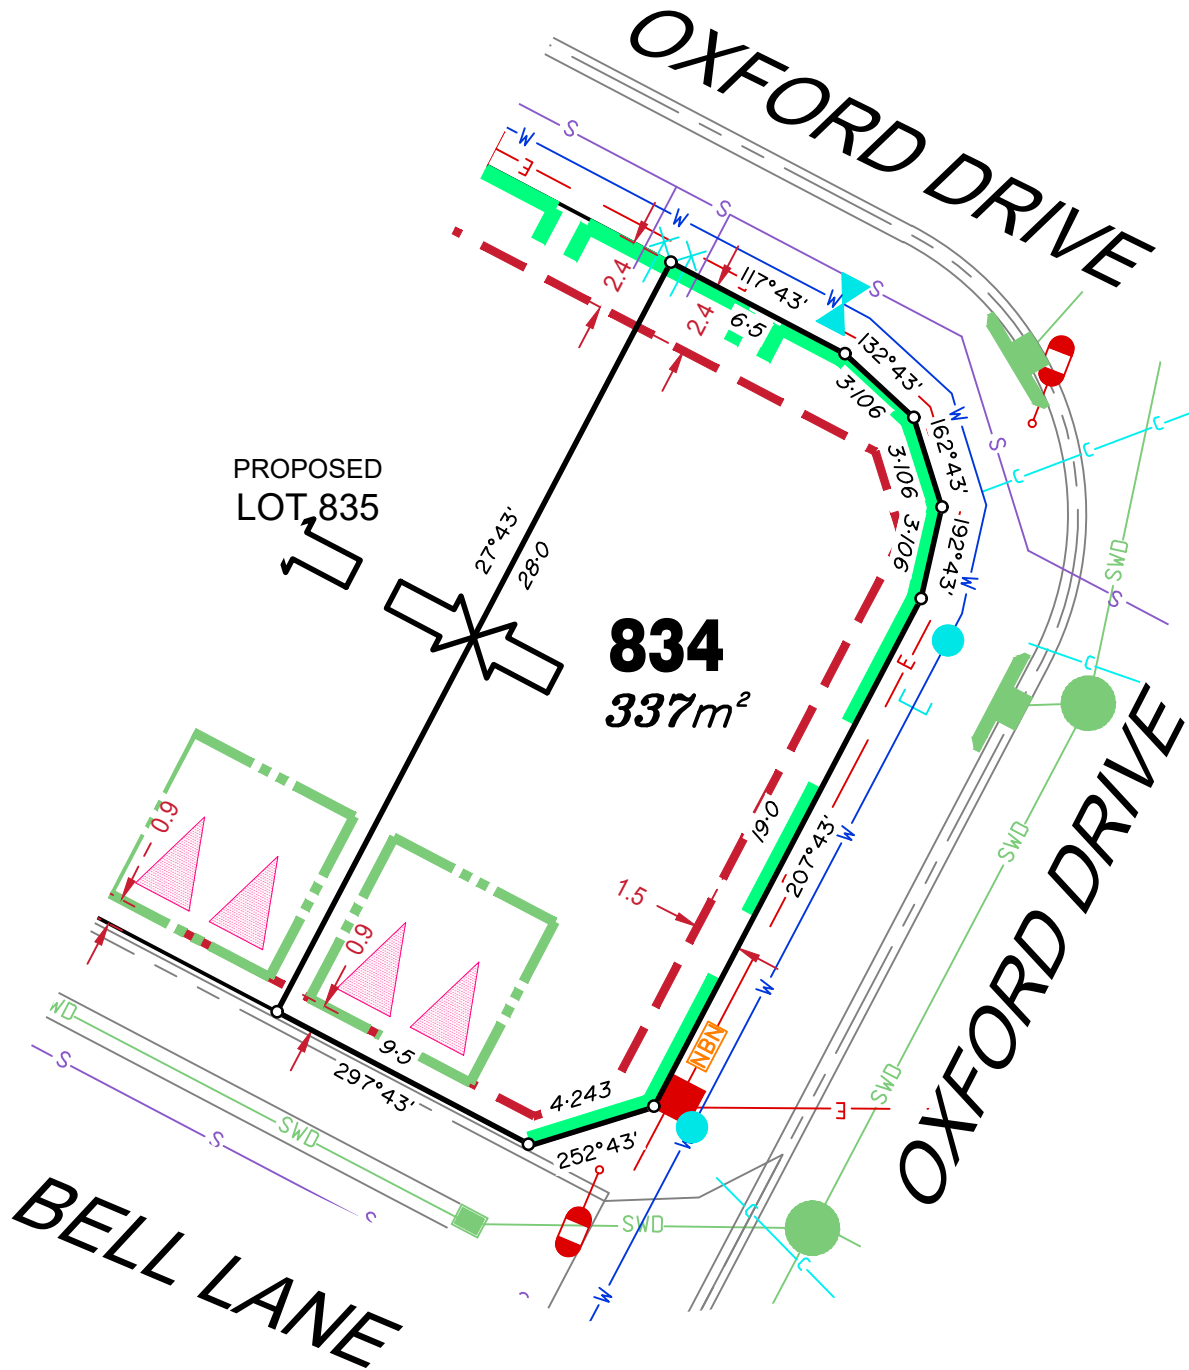 OXFORD DRIVE
S
W
E
S
W
2.4
2.4
117°43'
6·5
W
S
132°43'
3·106
W
162°43'
3·106
S
C
C
192°43'
3·106
W
SWD
S
PROPOSED
LOT 835
27°43'
28·0
834
337m²
E
C
OXFORD DRIVE
0.9
0.9
19·0
207°43'
W
SWD
1.5
W
NBN
9·5
297°43'
4·243
252°43'
E
SWD
W
WD
S
SWD
S
S
SWD
C
C
W
BELL LANE